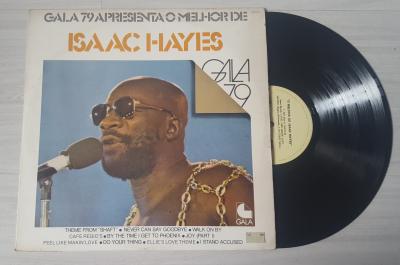 GALA 79 APRESENTA O MELHOR DE
ISAAC HAYES
GALA
79
THEME FROM "SHAFT" • NEVER CAN SAY GOODBYE • WALK ON BY
CAFE REGIO'S • BY THE TIME I GET TO PHOENIX • JOY (PART I)
FEEL LIKE MAKIN' LOVE • DO YOUR THING • ELLIE'S LOVE THEME • I STAND ACCUSED
GALA